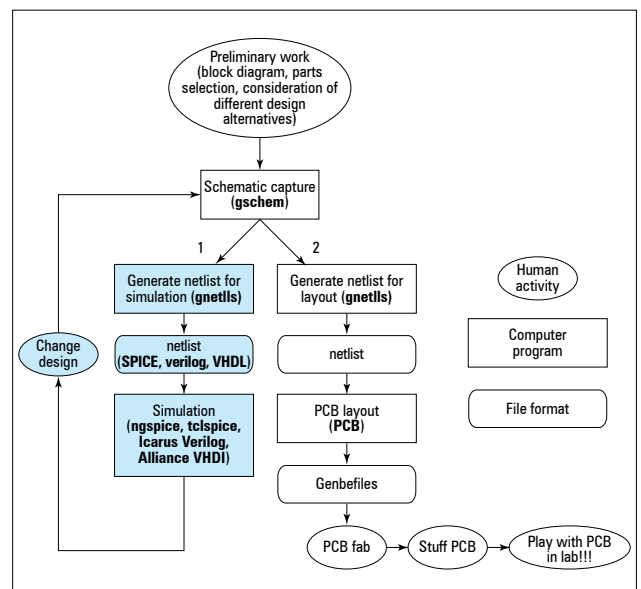 Preliminary work
(block diagram, parts
selection, consideration of
different design
alternatives)
Schematic capture
(gschem)
1
2
Generate netlist for
simulation (gnetlls)
Generate netlist for
layout (gnetlls)
Human
activity
Change
design
netlist
(SPICE, verilog, VHDL)
netlist
Computer
program
Simulation
(ngspice, tclspice,
Icarus Verilog,
Alliance VHDI)
PCB layout
(PCB)
File format
Genbefiles
PCB fab
Stuff PCB
Play with PCB
in lab!!!